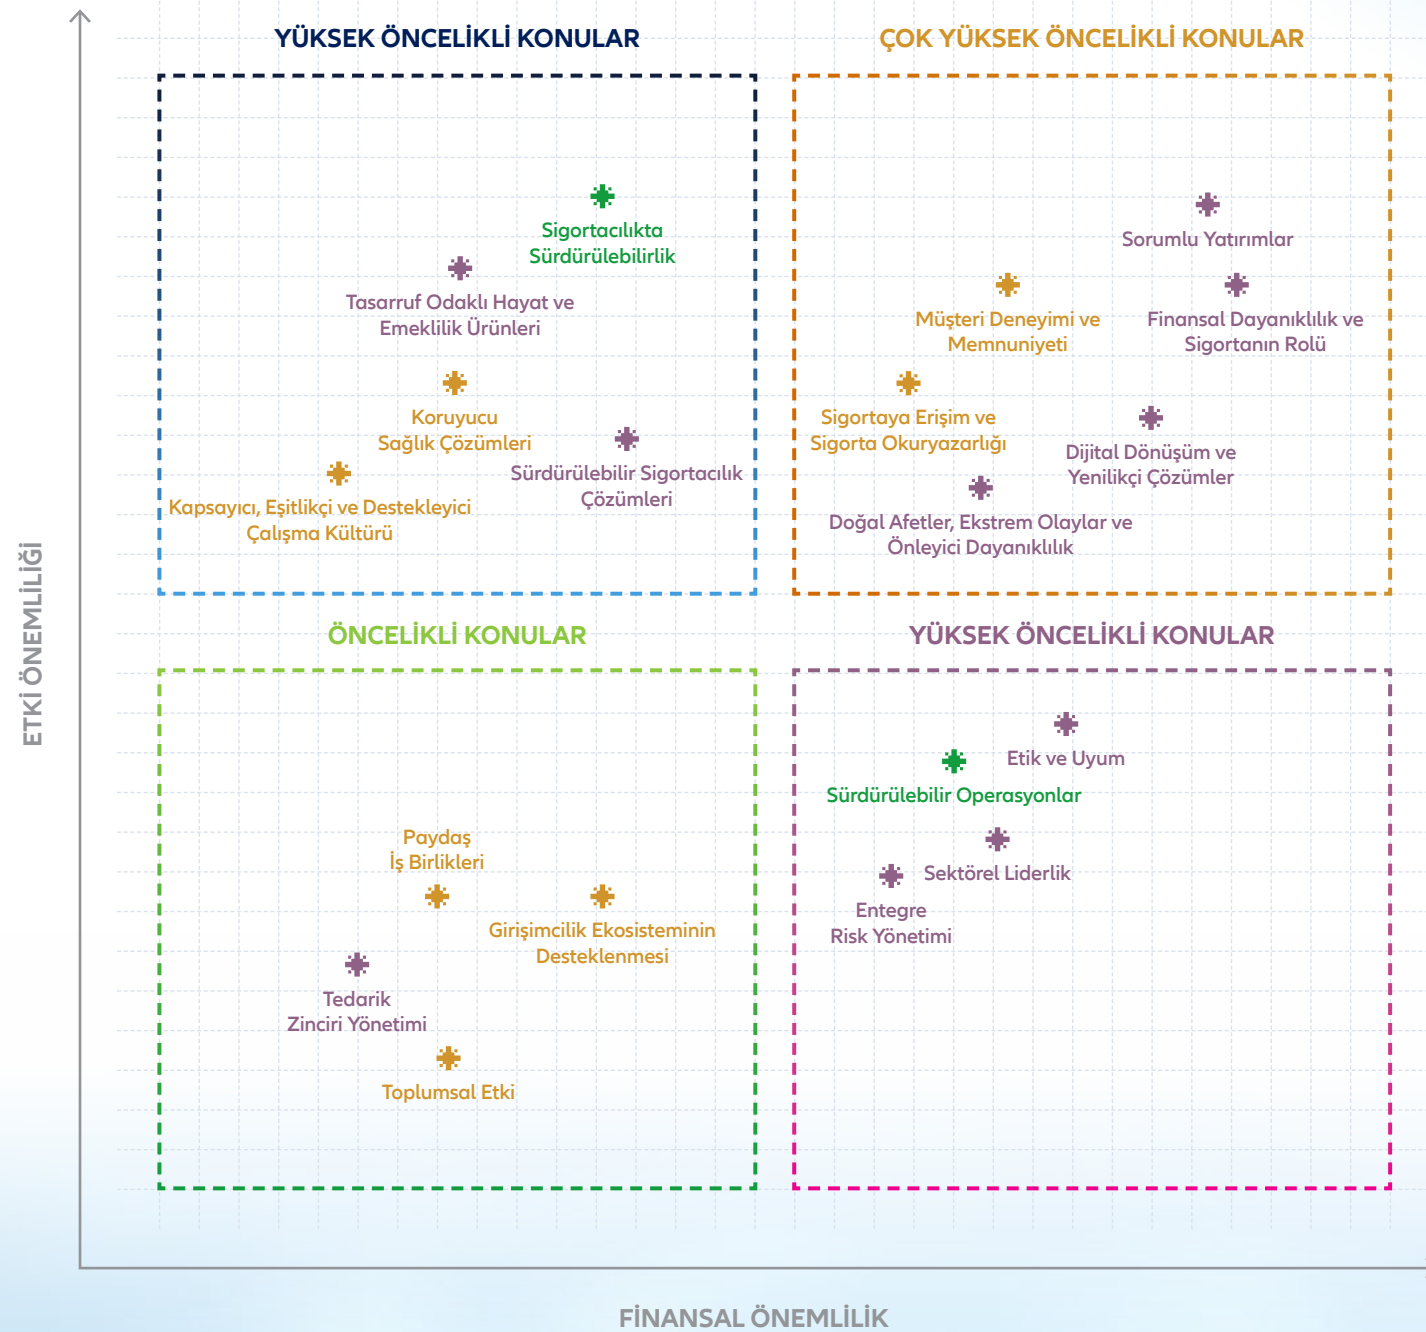 YÜKSEK ÖNCELİKLİ KONULAR
Sigortacılıkta
Sürdürülebilirlik
Tasarruf Odaklı Hayat ve
Emeklilik Ürünleri
Koruyucu
Sağlık Çözümleri
Sürdürülebilir Sigortacılık
Çözümleri
Kapsayıcı, Eşitlikçi ve Destekleyici
Çalışma Kültürü
ÇOK YÜKSEK ÖNCELİKLİ KONULAR
Sorumlu Yatırımlar
Müşteri Deneyimi ve
Memnuniyeti
Finansal Dayanıklılık ve
Sigortanın Rolü
Sigortaya Erişim ve
Sigorta Okuryazarlığı
Dijital Dönüşüm ve
Yenilikçi Çözümler
Doğal Afetler, Ekstrem Olaylar ve
Önleyici Dayanıklılık
ETKİ ÖNEMLİLİĞİ
ÖNCELİKLİ KONULAR
Paydaş
İş Birlikleri
Girişimcilik Ekosisteminin
Desteklenmesi
Tedarik
Zinciri Yönetimi
Toplumsal Etki
YÜKSEK ÖNCELİKLİ KONULAR
Etik ve Uyum
Sürdürülebilir Operasyonlar
Sektörel Liderlik
Entegre
Risk Yönetimi
FİNANSAL ÖNEMLİLİK